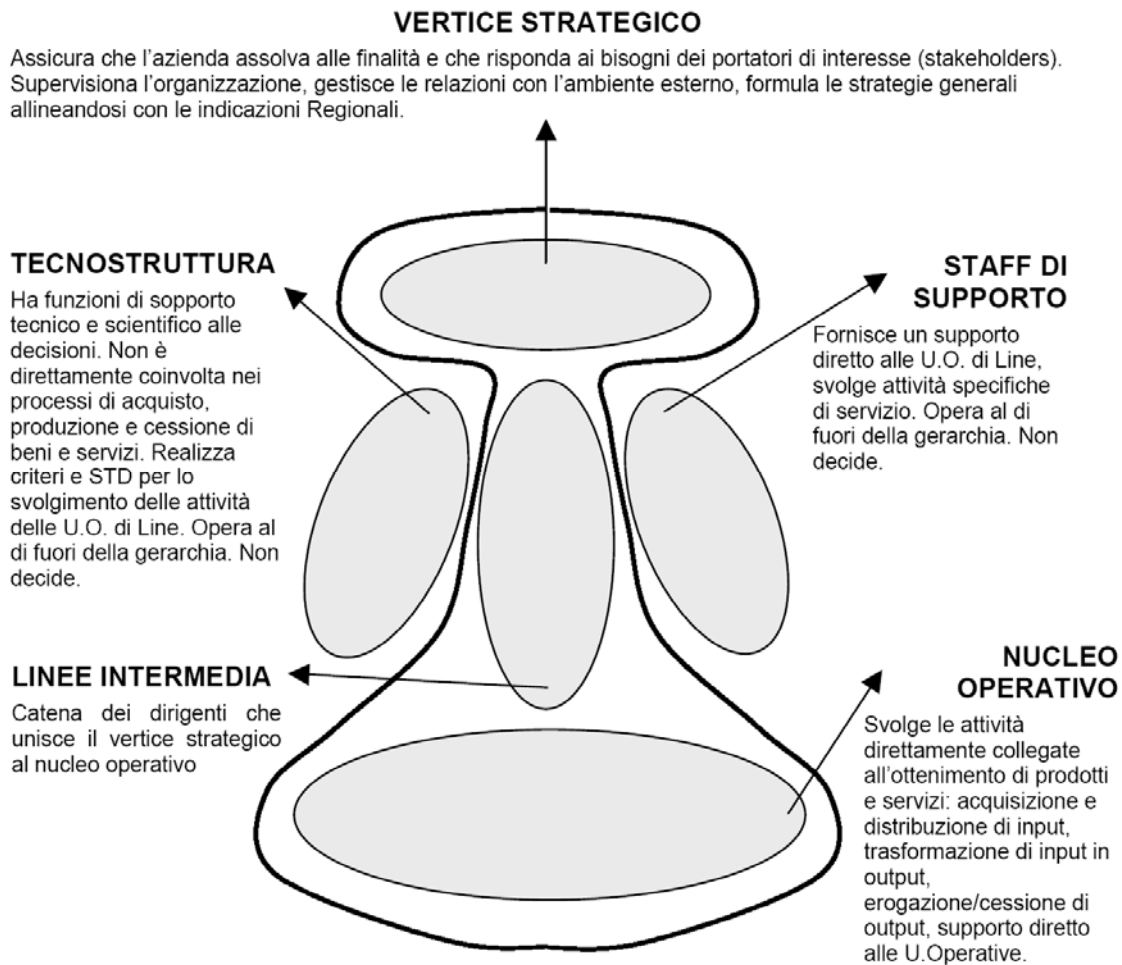 VERTICE STRATEGICO
Assicura che l'azienda assolva alle finalità e che risponda ai bisogni dei portatori di interesse (stakeholders).
Supervisiona l'organizzazione, gestisce le relazioni con l'ambiente esterno, formula le strategie generali
allineandosi con le indicazioni Regionali.
TECNOSTRUTTURA
Ha funzioni di sopporto
tecnico e scientifico alle
decisioni. Non è
direttamente coinvolta nei
processi di acquisto,
produzione e cessione di
beni e servizi. Realizza
criteri e STD per lo
svolgimento delle attività
delle U.O. di Line. Opera al
di fuori della gerarchia. Non
decide.
STAFF DI
SUPPORTO
Fornisce un supporto
diretto alle U.O. di Line,
svolge attività specifiche
di servizio. Opera al di
fuori della gerarchia. Non
decide.
LINEE INTERMEDIA
Catena dei dirigenti che
unisce il vertice strategico
al nucleo operativo
NUCLEO
OPERATIVO
Svolge le attività
direttamente collegate
all'ottenimento di prodotti
e servizi: acquisizione e
distribuzione di input,
trasformazione di input in
output,
erogazione/cessione di
output, supporto diretto
alle U.Operative.